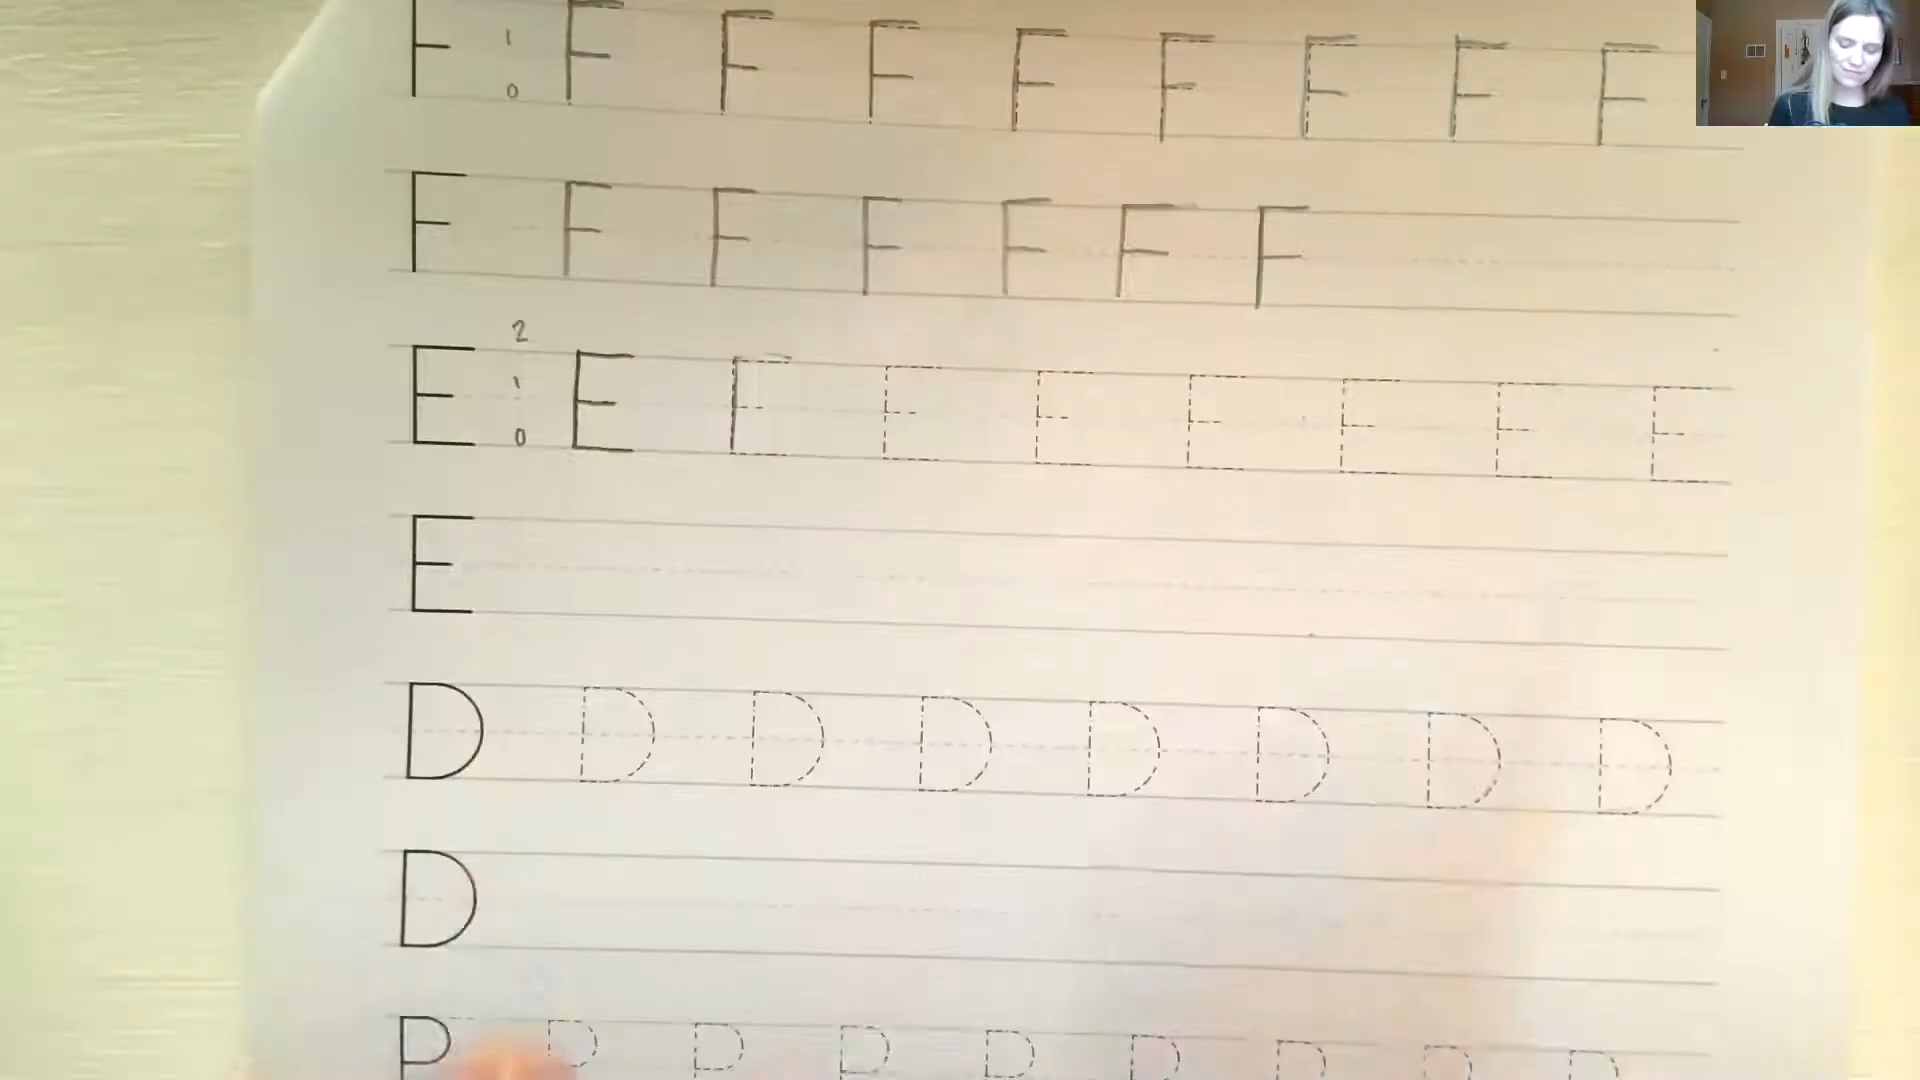 F 1 0 F F F F F F F F
F F F F F F F
2
E 1 0 E E E E E E E E
E
D D D D D D D D
D
P P P P P P P P P